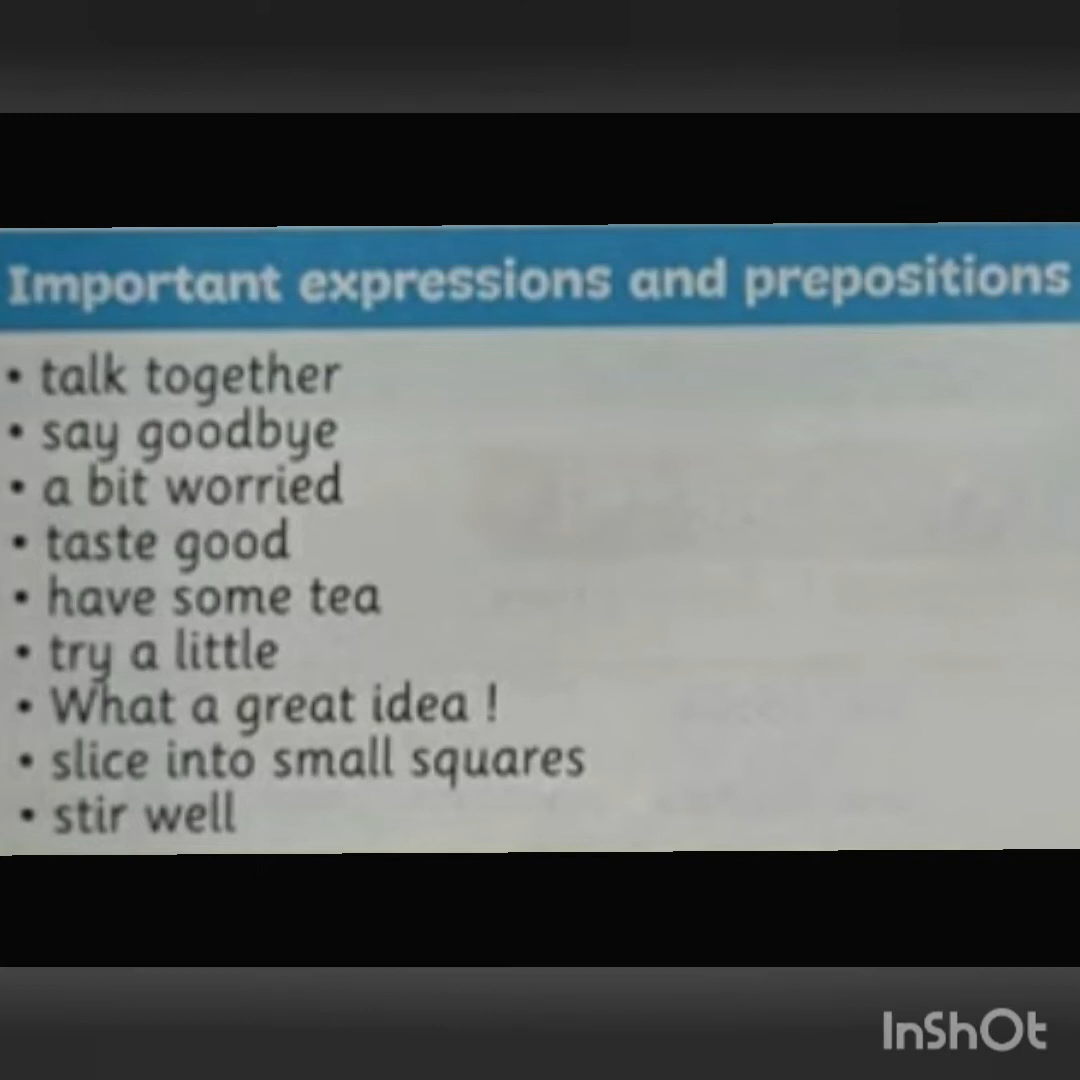 Important expressions and prepositions
• talk together
• say goodbye
• a bit worried
• taste good
• have some tea
• try a little
• What a great idea !
• slice into small squares
• stir well
InShOt